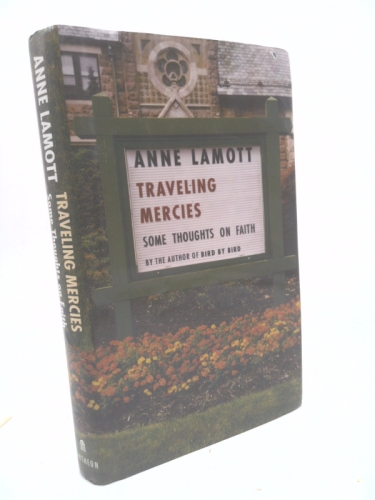 ANNE LAMOTT
TRAVELING
MERCIES
SOME THOUGHTS ON FAITH
BY THE AUTHOR OF BIRD BY BIRD
ANNE LAMOTT
TRAVELING MERCIES
Some Thoughts on Faith